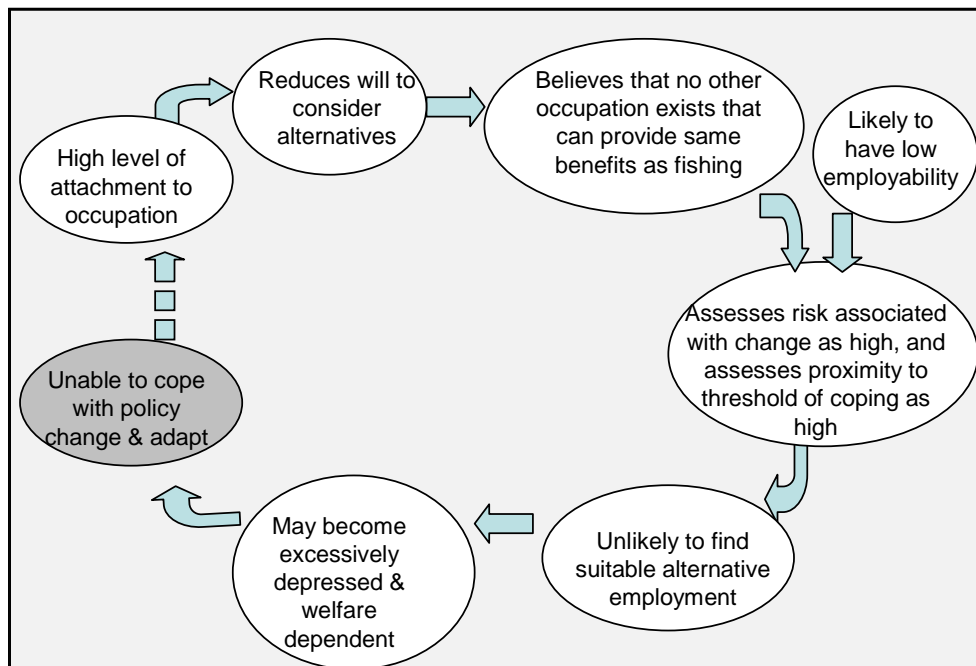 Reduces will to
consider
alternatives
Believes that no other
occupation exists that
can provide same
benefits as fishing
Likely to
have low
employability
High level of
attachment to
occupation
Assesses risk associated
with change as high, and
assesses proximity to
threshold of coping as
high
Unable to cope
with policy
change & adapt
May become
excessively
depressed &
welfare
dependent
Unlikely to find
suitable alternative
employment